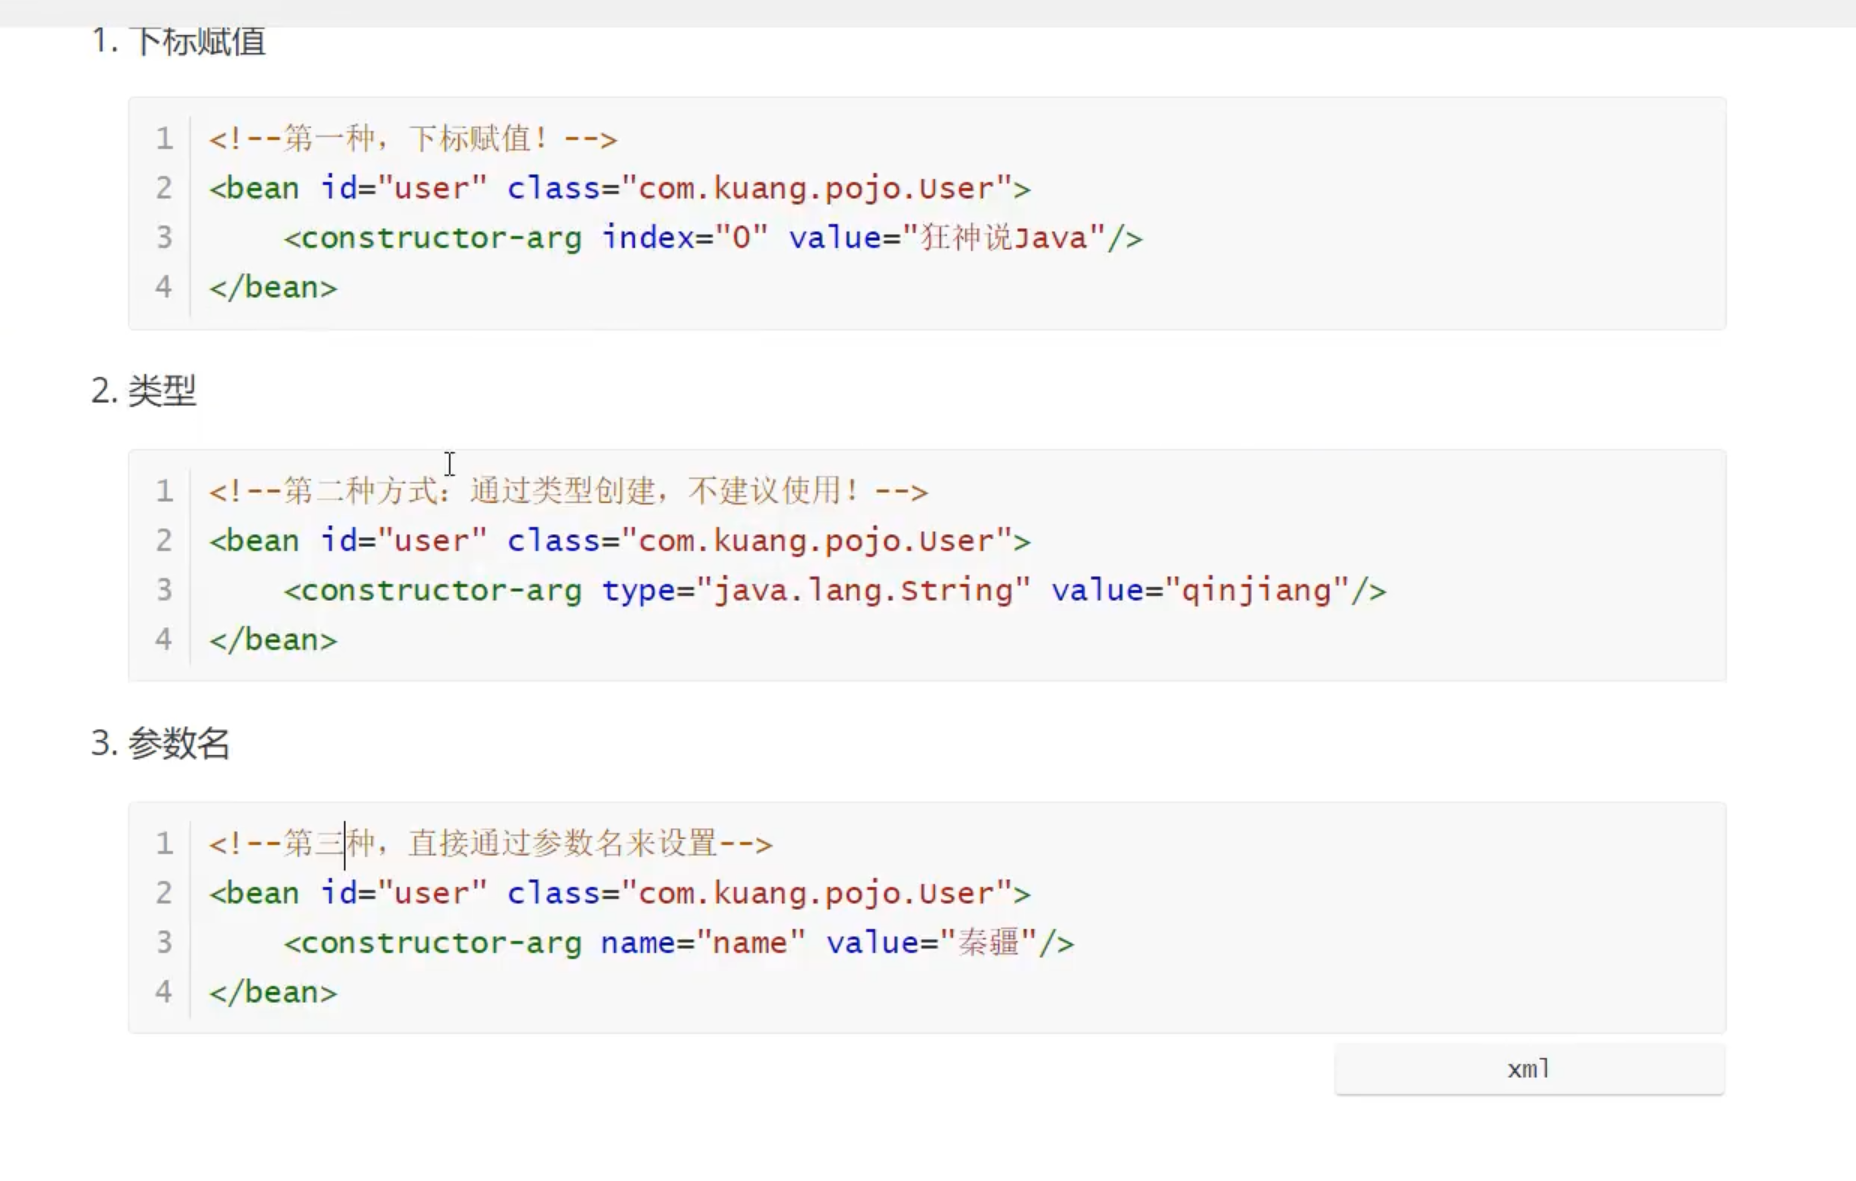 1. 下标赋值
1 <!--第一种，下标赋值！-->
2 <bean id="user" class="com.kuang.pojo.User">
3     <constructor-arg index="0" value="狂神说Java"/>
4 </bean>
2. 类型
1 <!--第二种方式：通过类型创建，不建议使用！-->
2 <bean id="user" class="com.kuang.pojo.User">
3     <constructor-arg type="java.lang.String" value="qinjiang"/>
4 </bean>
3. 参数名
1 <!--第三种，直接通过参数名来设置-->
2 <bean id="user" class="com.kuang.pojo.User">
3     <constructor-arg name="name" value="秦疆"/>
4 </bean>
xml